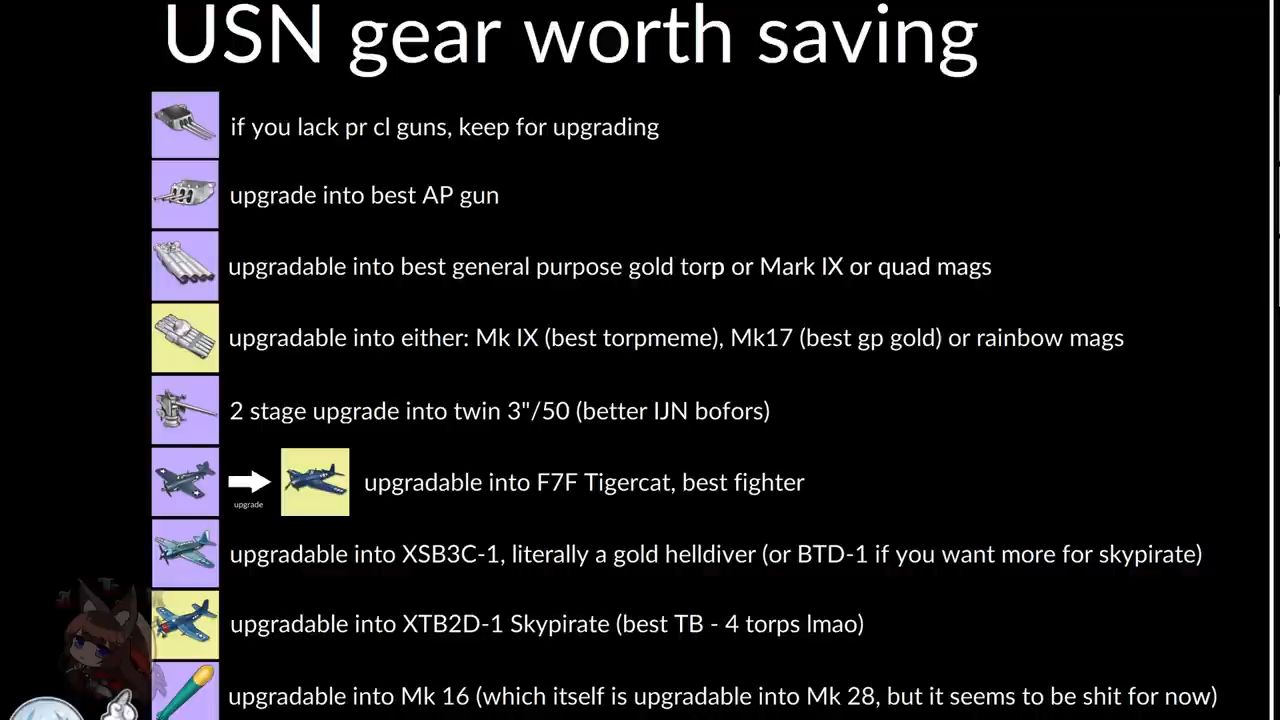 USN gear worth saving
if you lack pr cl guns, keep for upgrading
upgrade into best AP gun
upgradable into best general purpose gold torp or Mark IX or quad mags
upgradable into either: Mk IX (best torpmeme), Mk17 (best gp gold) or rainbow mags
2 stage upgrade into twin 3"/50 (better IJN bofors)
upgradable into F7F Tigercat, best fighter
upgrade
upgradable into XSB3C-1, literally a gold helldiver (or BTD-1 if you want more for skypirate)
upgradable into XTB2D-1 Skypirate (best TB - 4 torps lmao)
upgradable into Mk 16 (which itself is upgradable into Mk 28, but it seems to be shit for now)